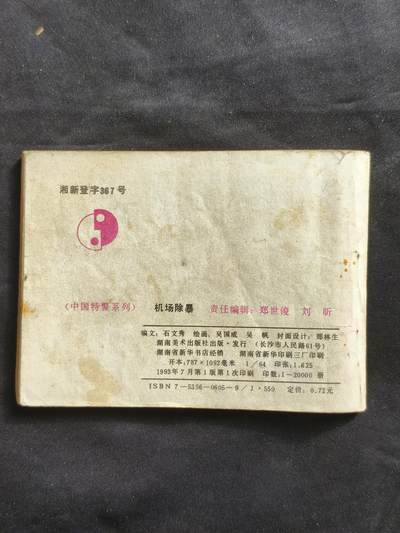 湘新登字367号
(中国特警系列) 机场除暴 责任编辑:郑世俊 刘昕
编文:石文秀 绘画:吴国威 吴帆 封面设计:郑林生
湖南美术出版社出版·发行 (长沙市人民路61号)
湖南省新华书店经销 湖南省新华印刷三厂印刷
开本:787×1092毫米 1/64 印张:1.625
1993年7月第1版第1次印刷 印数:1—20000册
ISBN7-5356-0605-9/J·550 定价:0.72元